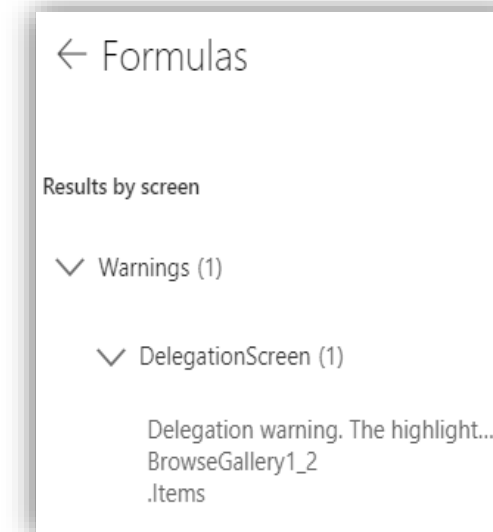 ← Formulas
Results by screen
Warnings (1)
DelegationScreen (1)
Delegation warning. The highlight...
BrowseGallery1_2
.Items